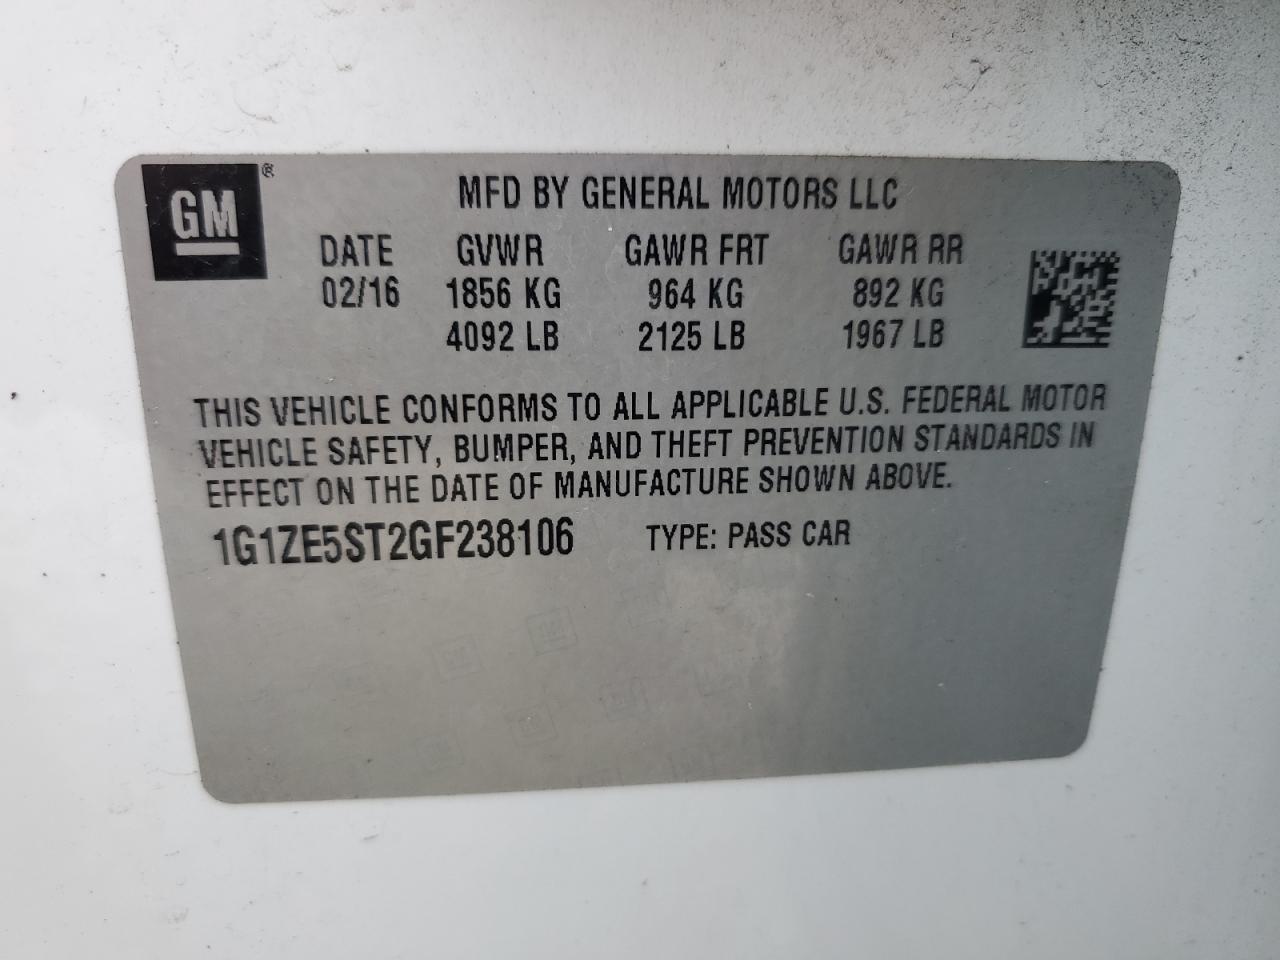 GM®
MFD BY GENERAL MOTORS LLC
DATE GVWR GAWR FRT GAWR RR
02/16 1856 KG 964 KG 892 KG
4092 LB 2125 LB 1967 LB
THIS VEHICLE CONFORMS TO ALL APPLICABLE U.S. FEDERAL MOTOR
VEHICLE SAFETY, BUMPER, AND THEFT PREVENTION STANDARDS IN
EFFECT ON THE DATE OF MANUFACTURE SHOWN ABOVE.
1G1ZE5ST2GF238106 TYPE: PASS CAR